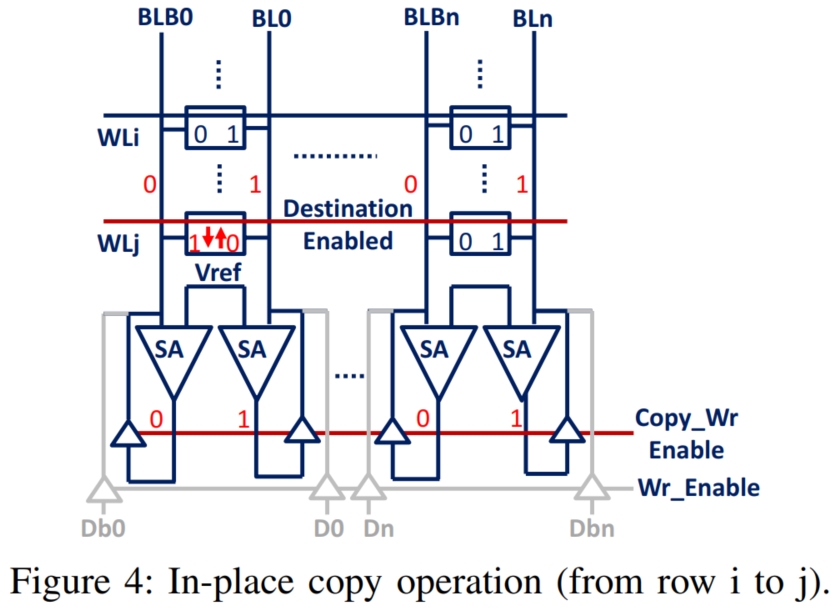 BLB0 BL0 BLBn BLn
WLi 0 1 0 1
0 1 0 1
Destination
WLj 1 0 Enabled 0 1
Vref
SA SA SA SA
0 1 0 1 Copy_Wr
Enable
Wr_Enable
Db0 D0 Dn Dbn
Figure 4: In-place copy operation (from row i to j).